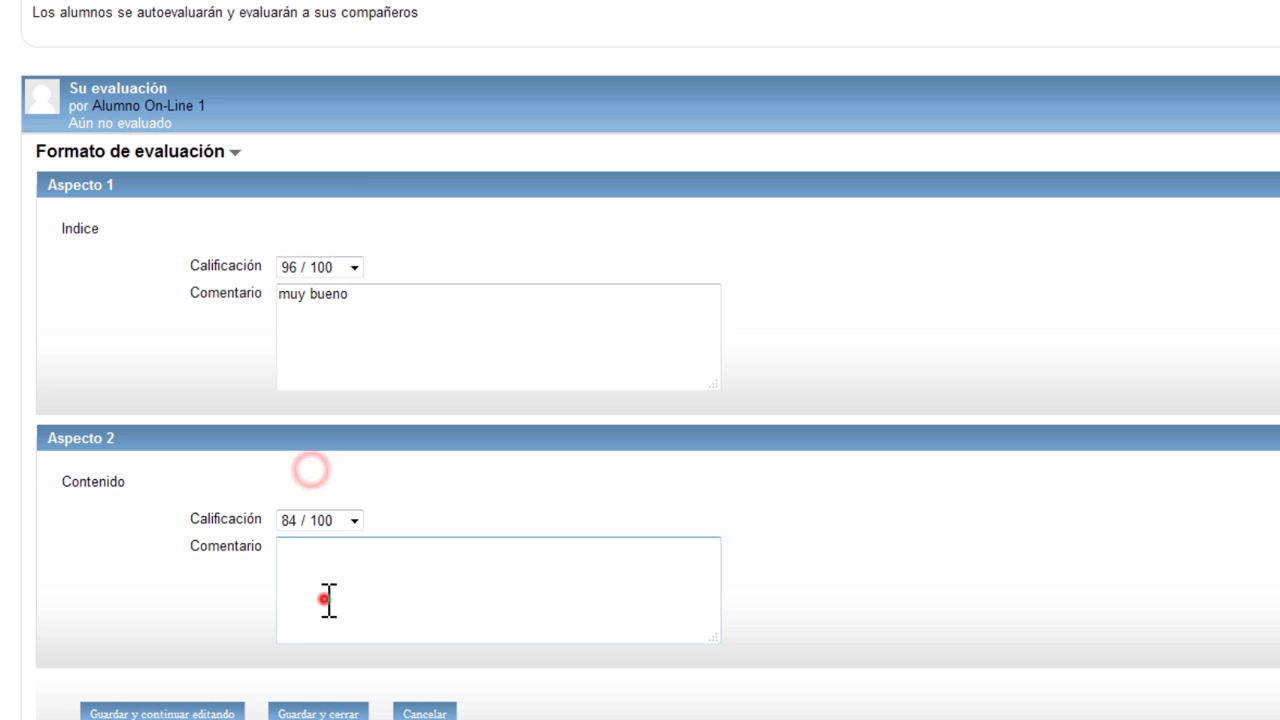 Los alumnos se autoevaluarán y evaluarán a sus compañeros
Su evaluación
por Alumno On-Line 1
Aún no evaluado
Formato de evaluación
Aspecto 1
Indice
Calificación 96 / 100
Comentario muy bueno
Aspecto 2
Contenido
Calificación 84 / 100
Comentario
Guardar y continuar editando Guardar y cerrar Cancelar